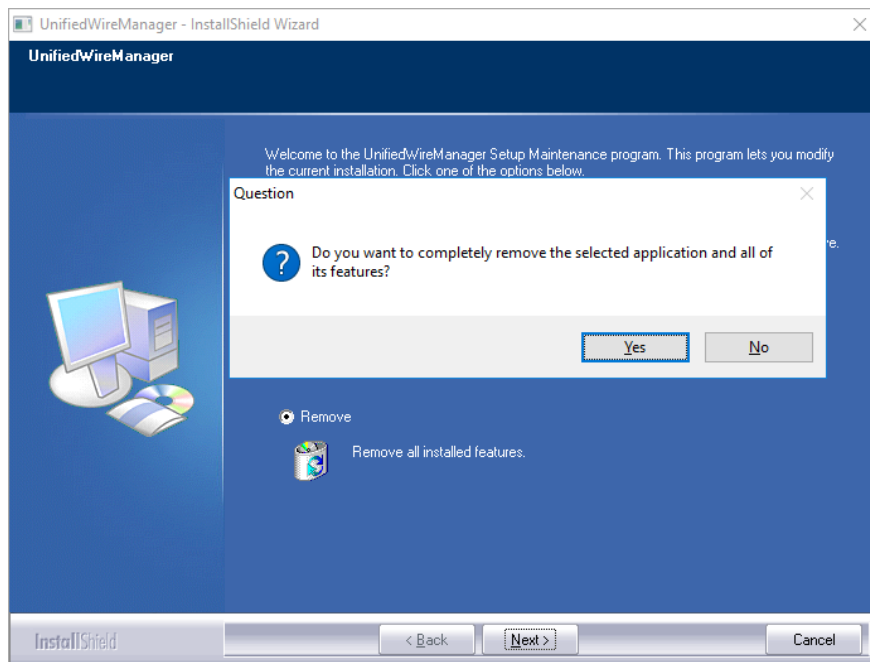 UnifiedWireManager - InstallShield Wizard
UnifiedWireManager
Welcome to the UnifiedWireManager Setup Maintenance program. This program lets you modify
the current installation. Click one of the options below.
Question
Do you want to completely remove the selected application and all of
its features?
re.
Yes
No
Remove
Remove all installed features.
InstallShield
< Back
Next >
Cancel